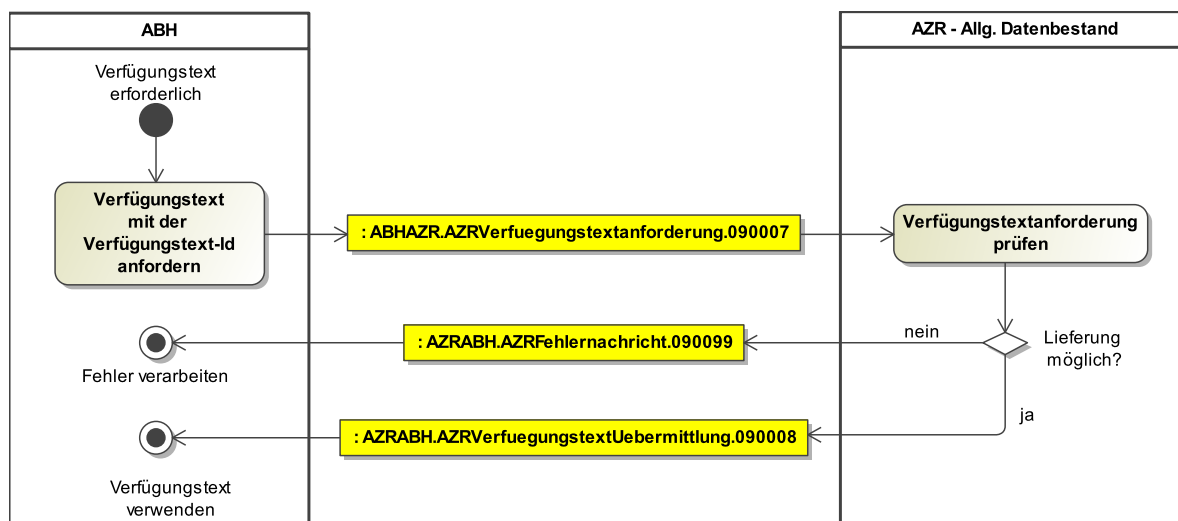 ABH
AZR - Allg. Datenbestand
Verfügungstext
erforderlich
Verfügungstext
mit der
Verfügungstext-Id
anfordern
: ABHAZR.AZRVerfuegungstextanforderung.090007
Verfügungstextanforderung
prüfen
: AZRABH.AZRFehlernachricht.090099
nein
Lieferung
möglich?
Fehler verarbeiten
ja
: AZRABH.AZRVerfuegungstextUebermittlung.090008
Verfügungstext
verwenden